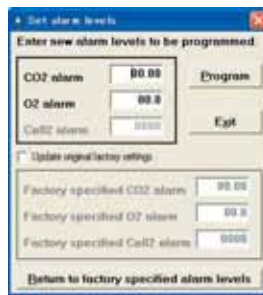 Set alarm levels
Enter new alarm levels to be programmed
CO2 alarm 00.00 Program
O2 alarm 00.0
Cell2 alarm 0000 Exit
Update original factory settings
Factory specified CO2 alarm 00.00
Factory specified O2 alarm 00.0
Factory specified Cell2 alarm 0000
Return to factory specified alarm levels